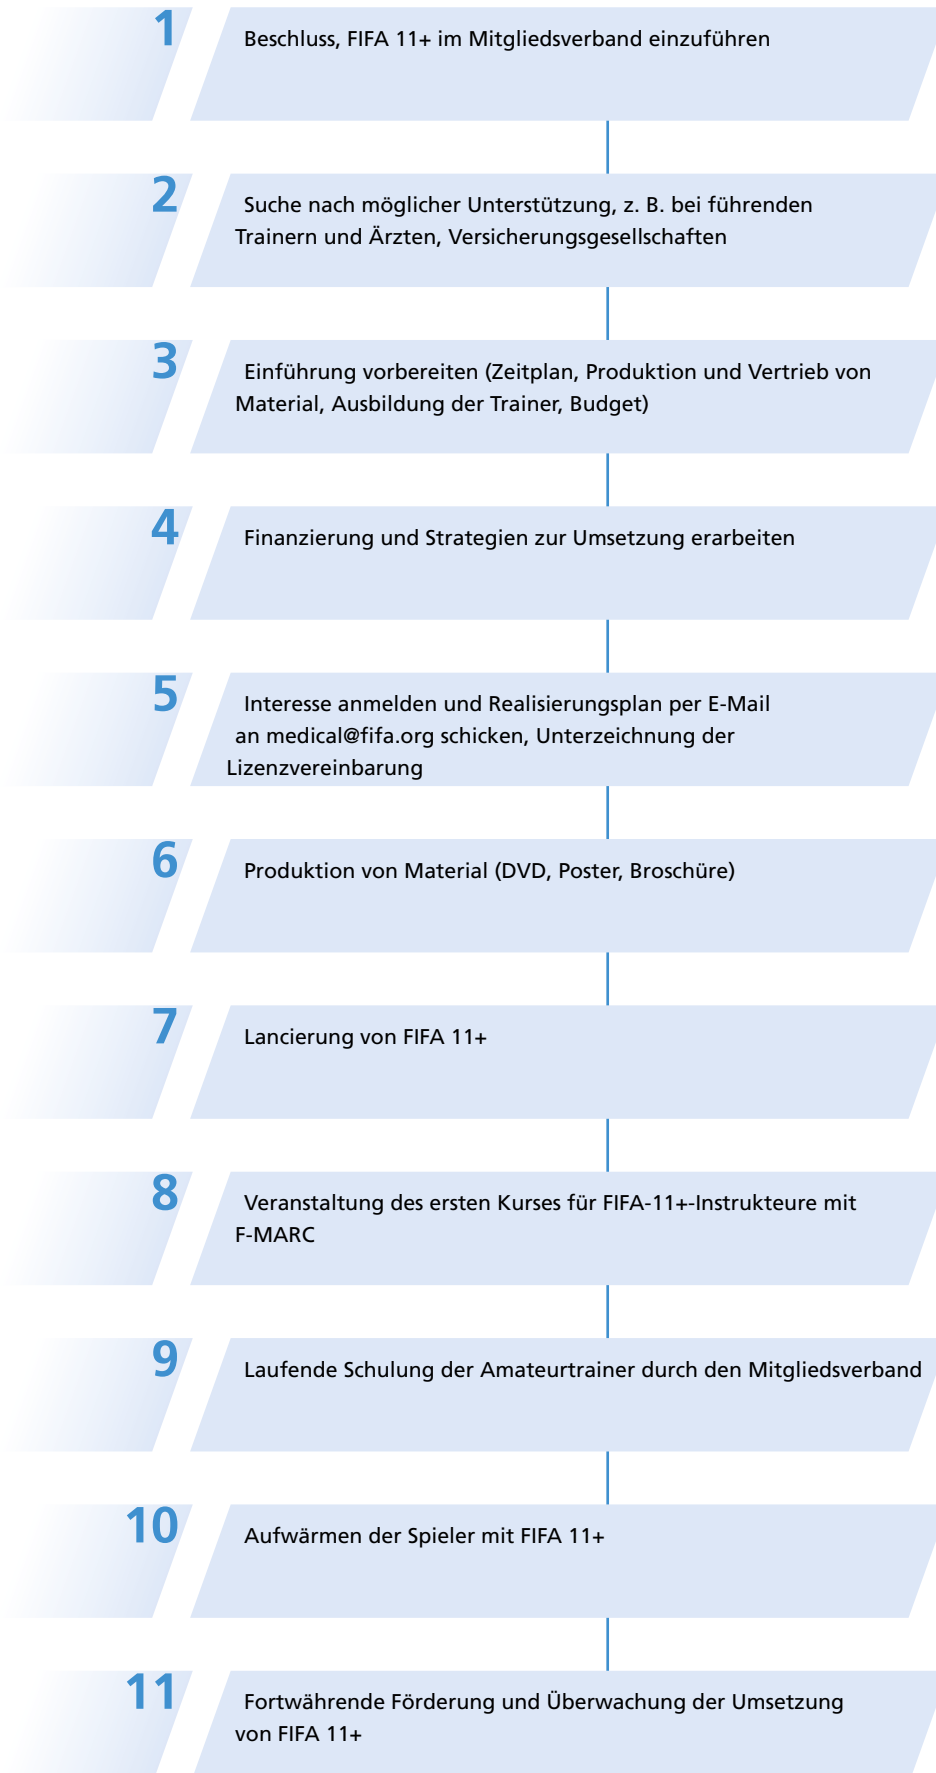 1
Beschluss, FIFA 11+ im Mitgliedsverband einzuführen
2
Suche nach möglicher Unterstützung, z. B. bei führenden
Trainern und Ärzten, Versicherungsgesellschaften
3
Einführung vorbereiten (Zeitplan, Produktion und Vertrieb von
Material, Ausbildung der Trainer, Budget)
4
Finanzierung und Strategien zur Umsetzung erarbeiten
5
Interesse anmelden und Realisierungsplan per E-Mail
an medical@fifa.org schicken, Unterzeichnung der
Lizenzvereinbarung
6
Produktion von Material (DVD, Poster, Broschüre)
7
Lancierung von FIFA 11+
8
Veranstaltung des ersten Kurses für FIFA-11+-Instrukteure mit
F-MARC
9
Laufende Schulung der Amateurtrainer durch den Mitgliedsverband
10
Aufwärmen der Spieler mit FIFA 11+
11
Fortwährende Förderung und Überwachung der Umsetzung
von FIFA 11+